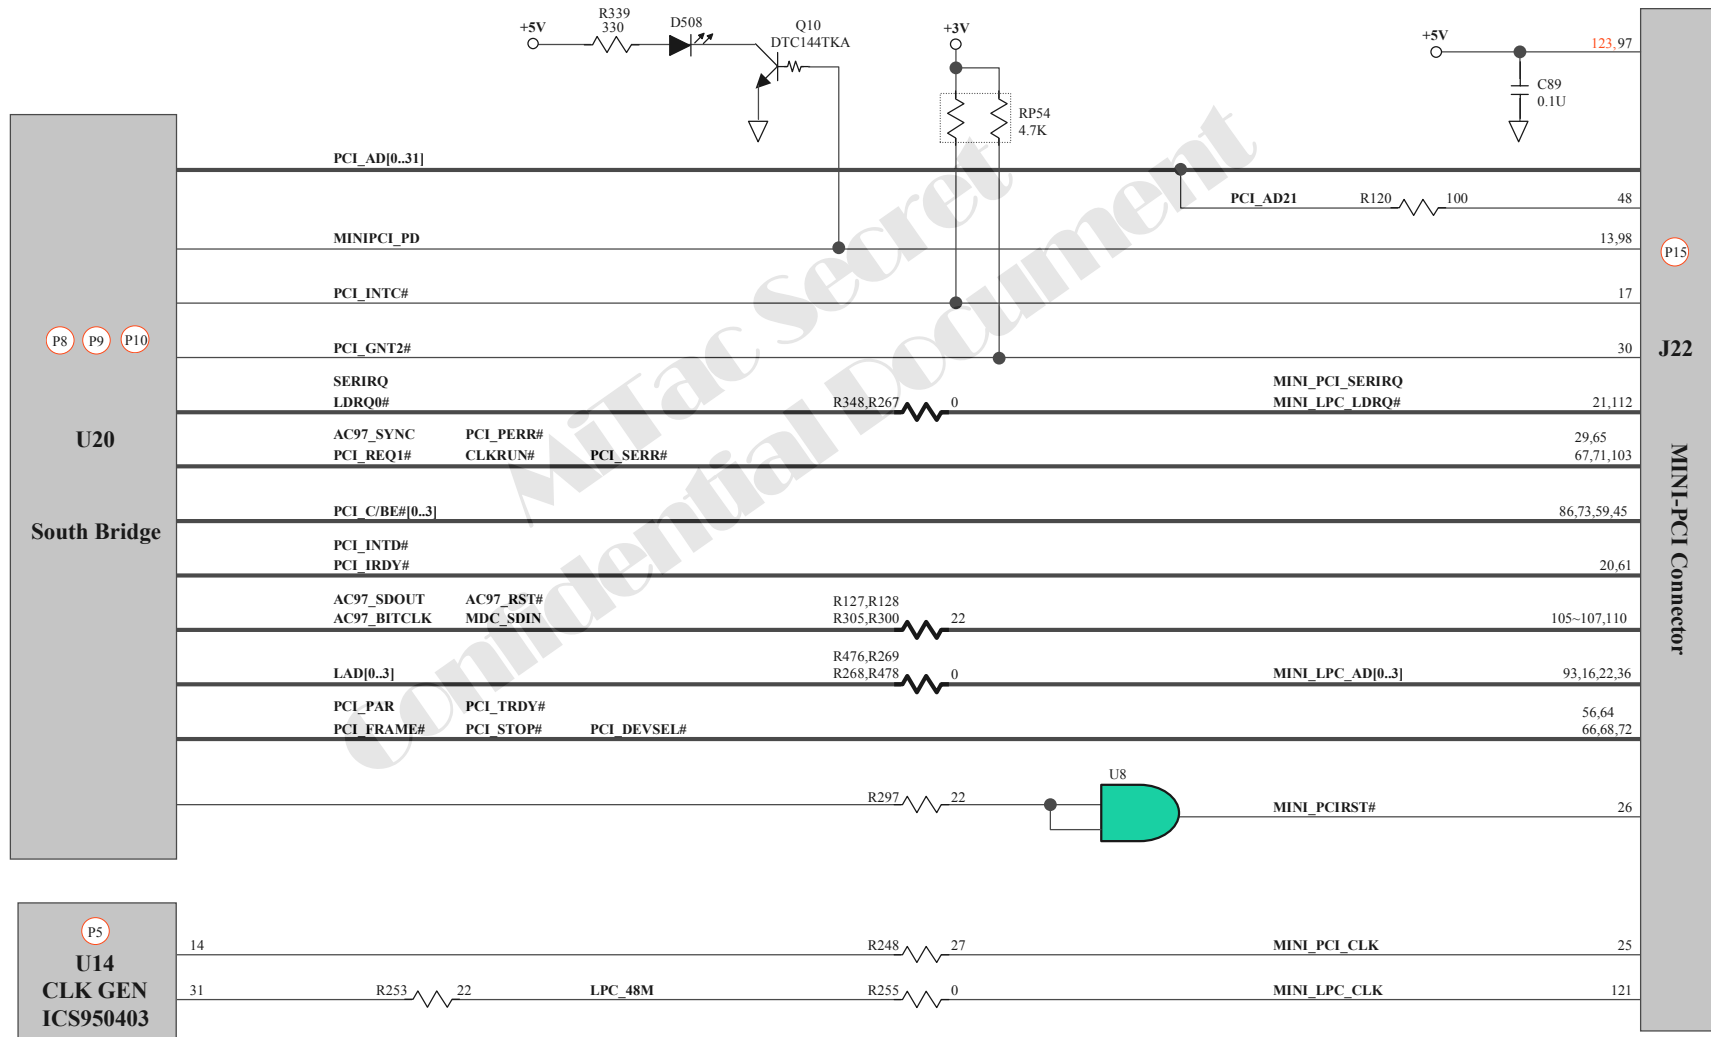 R339
330
D508
+5V
Q10
DTC144TKA
+3V
+5V
123,97
C89
0.1U
RP54
4.7K
PCI_AD[0..31]
PCI_AD21
R120
100
48
MINIPCI_PD
13,98
P15
PCI_INTC#
17
P8 P9 P10
PCI_GNT2#
30
J22
SERIRQ
MINI_PCI_SERIRQ
LDRQ0#
R348,R267
0
MINI_LPC_LDRQ#
21,112
U20
AC97_SYNC PCI_PERR#
29,65
PCI_REQ1# CLKRUN# PCI_SERR#
67,71,103
MINI-PCI Connector
PCI_C/BE#[0..3]
86,73,59,45
South Bridge
PCI_INTD#
PCI_IRDY#
20,61
AC97_SDOUT AC97_RST#
R127,R128
AC97_BITCLK MDC_SDIN
R305,R300
22
105~107,110
R476,R269
LAD[0..3]
R268,R478
0
MINI_LPC_AD[0..3]
93,16,22,36
PCI_PAR PCI_TRDY#
56,64
PCI_FRAME# PCI_STOP# PCI_DEVSEL#
66,68,72
U8
R297
22
MINI_PCIRST#
26
P5
U14
CLK GEN
ICS950403
14
R248
27
MINI_PCI_CLK
25
31
R253
22
LPC_48M
R255
0
MINI_LPC_CLK
121
MiTac Secret
Confidential Document